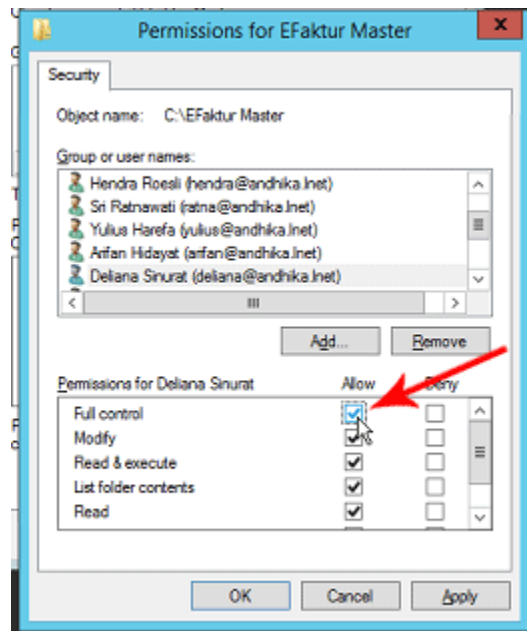 Permissions for EFaktur Master
x
Security
Object name: C:\EFaktur Master
Group or user names:
Hendra Roesli (hendra@andhika.lnet)
Sri Ratnawati (ratna@andhika.lnet)
Yulius Harefa (yulius@andhika.lnet)
Arifan Hidayat (arifan@andhika.lnet)
Deliana Sinurat (deliana@andhika.lnet)
Add... Remove
Permissions for Deliana Sinurat Allow Deny
Full control
Modify
Read & execute
List folder contents
Read
OK Cancel Apply